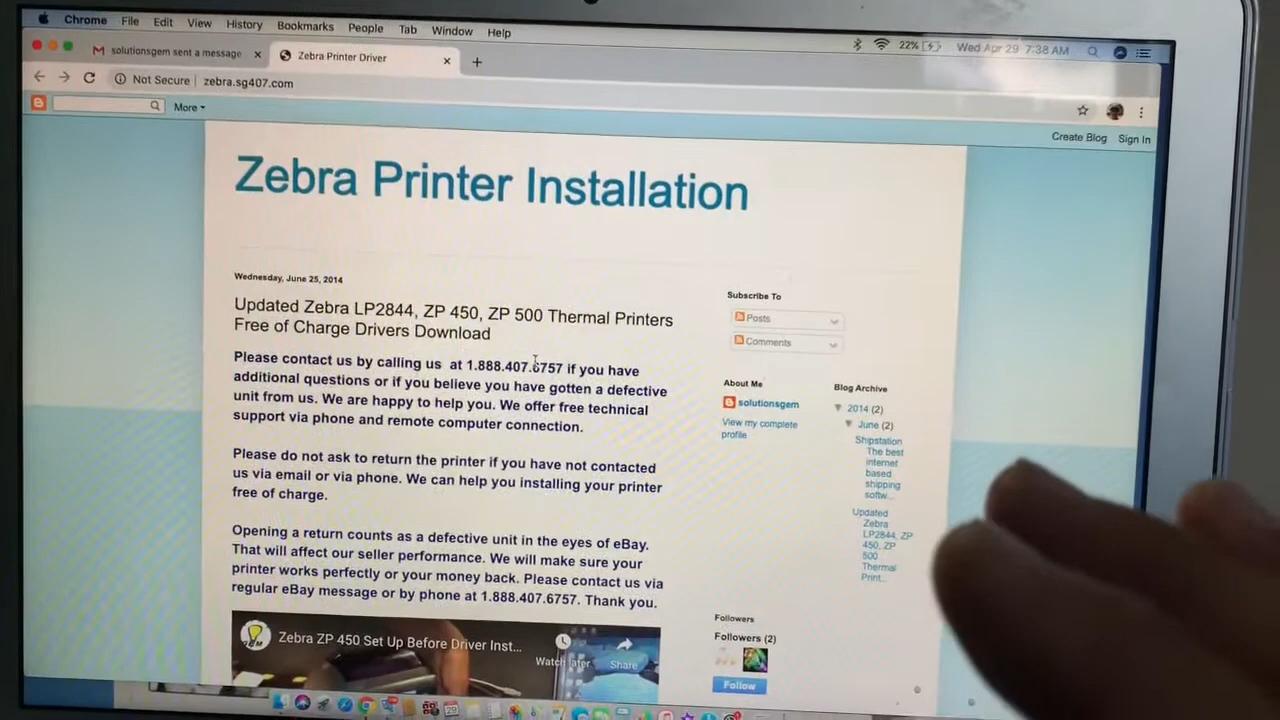 Chrome File Edit View History Bookmarks People Tab Window Help
22% Wed Apr 29 7:38 AM
solutionsgem sent a message
Zebra Printer Driver
Not Secure zebra.sg407.com
More
Create Blog Sign In
Zebra Printer Installation
Wednesday, June 25, 2014
Updated Zebra LP2844, ZP 450, ZP 500 Thermal Printers
Free of Charge Drivers Download
Please contact us by calling us at 1.888.407.6757 if you have
additional questions or if you believe you have gotten a defective
unit from us. We are happy to help you. We offer free technical
support via phone and remote computer connection.
Please do not ask to return the printer if you have not contacted
us via email or via phone. We can help you installing your printer
free of charge.
Opening a return counts as a defective unit in the eyes of eBay.
That will affect our seller performance. We will make sure your
printer works perfectly or your money back. Please contact us via
regular eBay message or by phone at 1.888.407.6757. Thank you.
GEM
Zebra ZP 450 Set Up Before Driver Inst...
Watch later
Share
Subscribe To
Posts
Comments
About Me
solutionsgem
View my complete
profile
Blog Archive
2014 (2)
June (2)
Shipstation
The best
internet
based
shipping
softw...
Updated
Zebra
LP2844, ZP
450, ZP
500
Thermal
Print...
Followers
Followers (2)
Follow
29